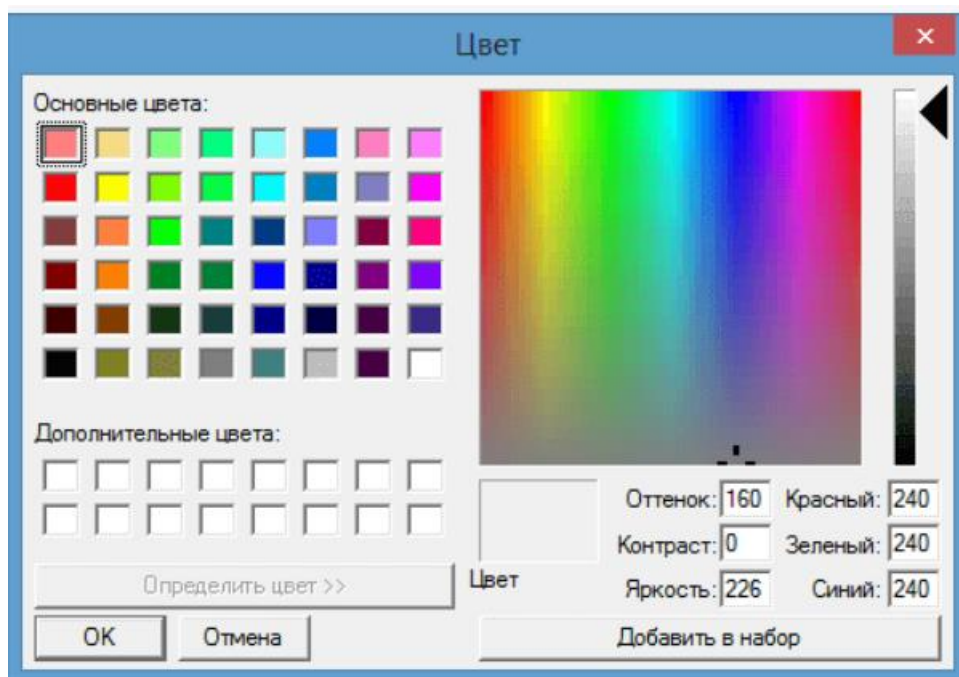 Цвет
Основные цвета:
Дополнительные цвета:
Определить цвет >>
OK
Отмена
Цвет
Оттенок: 160
Красный: 240
Контраст: 0
Зеленый: 240
Яркость: 226
Синий: 240
Добавить в набор